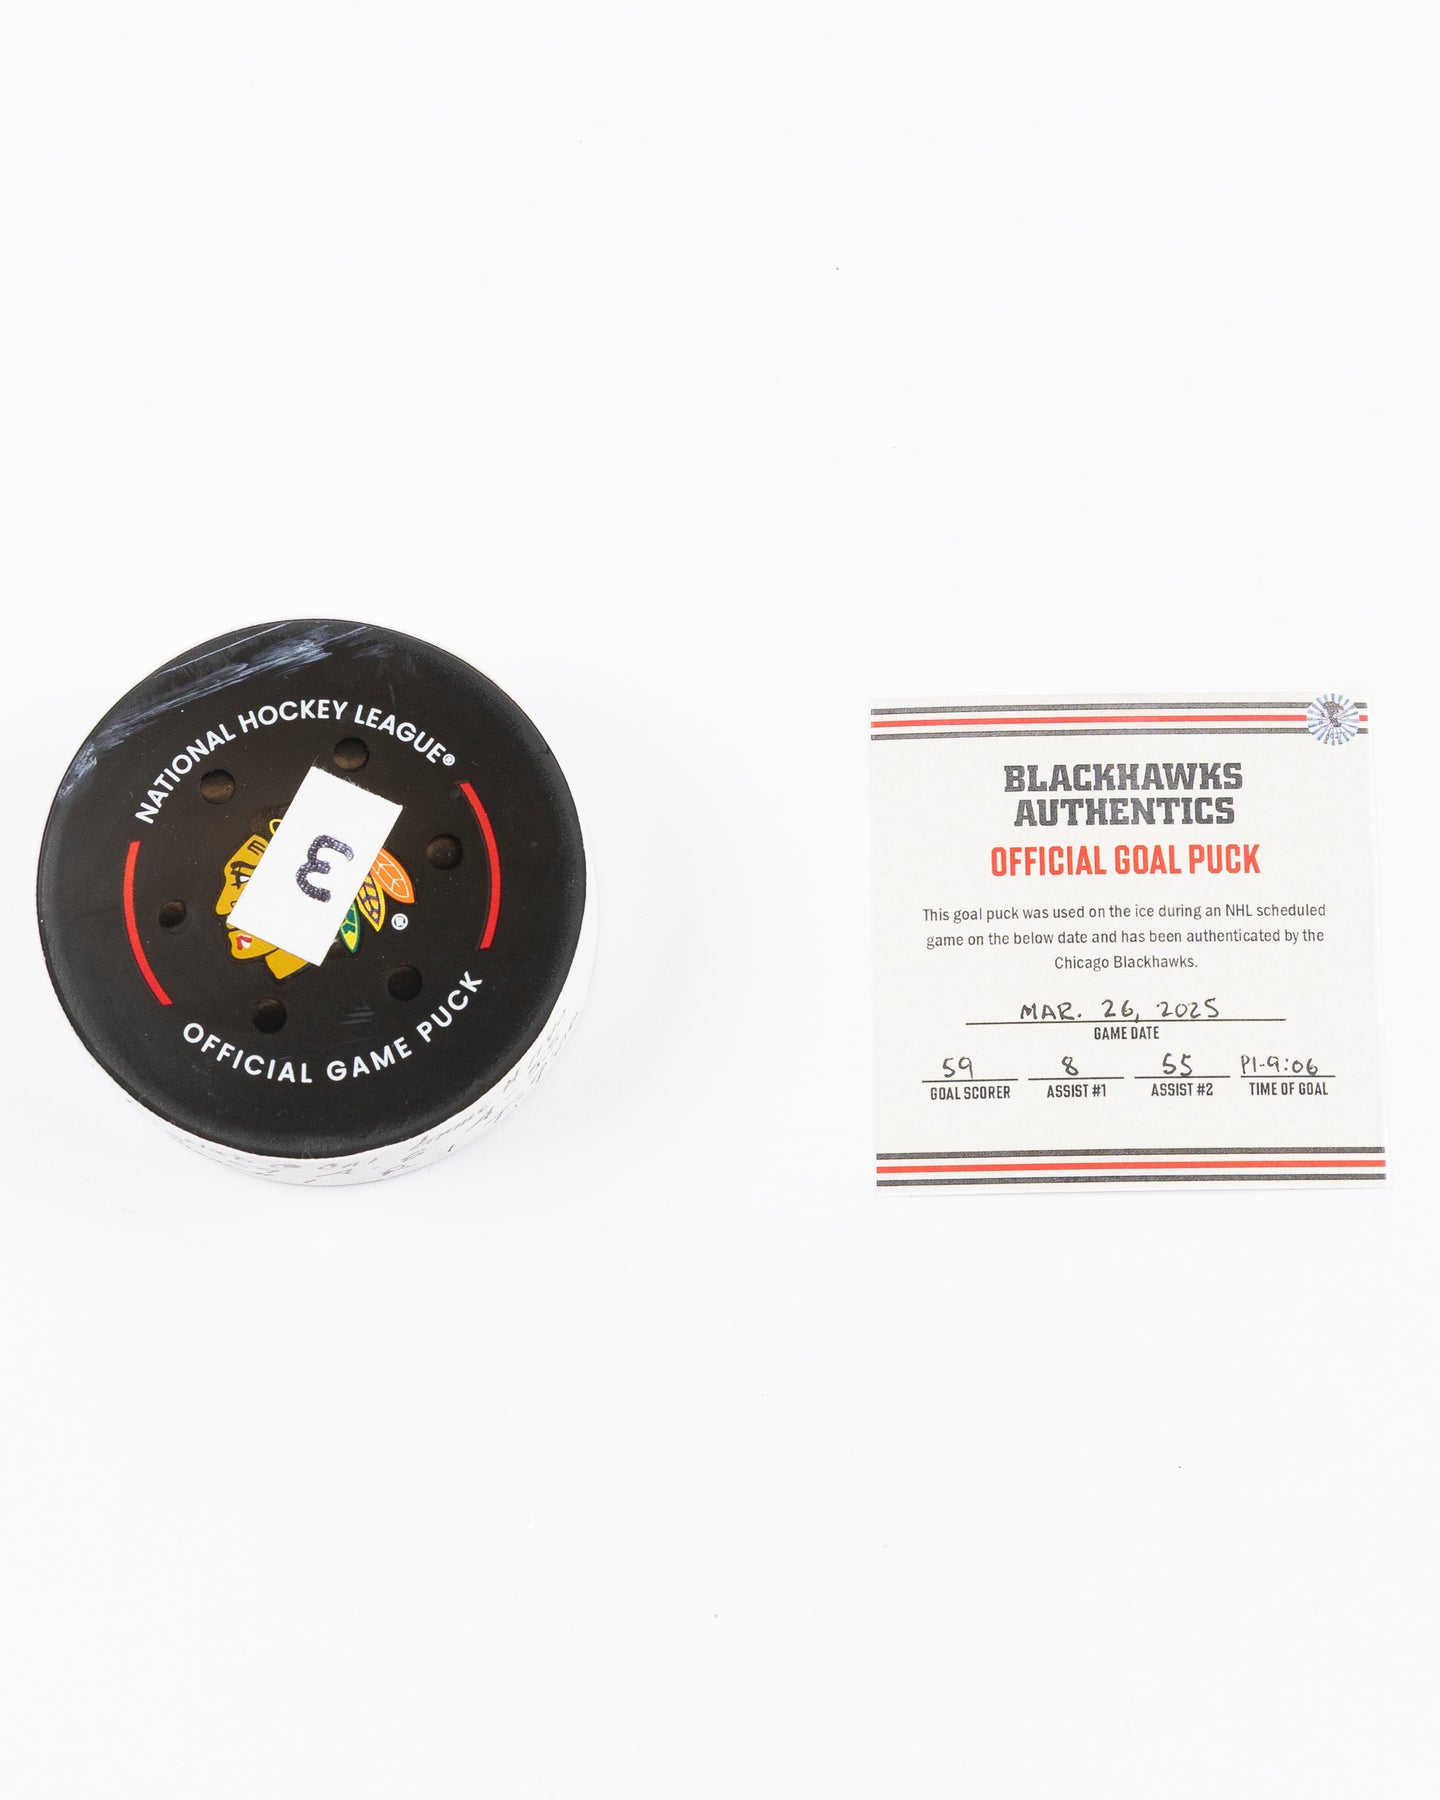 NATIONAL HOCKEY LEAGUE®
3
®
OFFICIAL GAME PUCK
BLACKHAWKS
AUTHENTICS
OFFICIAL GOAL PUCK
This goal puck was used on the ice during an NHL scheduled
game on the below date and has been authenticated by the
Chicago Blackhawks.
MAR. 26, 2025
GAME DATE
59 8 55 P1-9:06
GOAL SCORER ASSIST #1 ASSIST #2 TIME OF GOAL